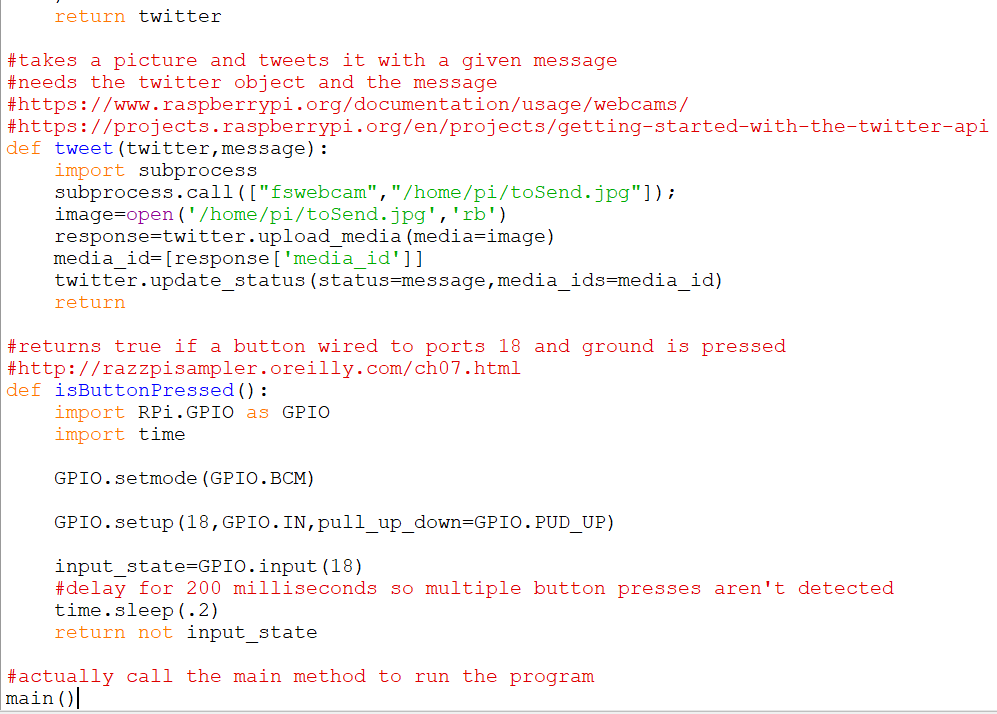 return twitter
#takes a picture and tweets it with a given message
#needs the twitter object and the message
#https://www.raspberrypi.org/documentation/usage/webcams/
#https://projects.raspberrypi.org/en/projects/getting-started-with-the-twitter-api
def tweet(twitter,message):
    import subprocess
    subprocess.call(["fswebcam","/home/pi/toSend.jpg"]);
    image=open('/home/pi/toSend.jpg','rb')
    response=twitter.upload_media(media=image)
    media_id=[response['media_id']]
    twitter.update_status(status=message,media_ids=media_id)
    return
#returns true if a button wired to ports 18 and ground is pressed
#http://razzpisampler.oreilly.com/ch07.html
def isButtonPressed():
    import RPi.GPIO as GPIO
    import time
    GPIO.setmode(GPIO.BCM)
    GPIO.setup(18,GPIO.IN,pull_up_down=GPIO.PUD_UP)
    input_state=GPIO.input(18)
    #delay for 200 milliseconds so multiple button presses aren't detected
    time.sleep(.2)
    return not input_state
#actually call the main method to run the program
main()